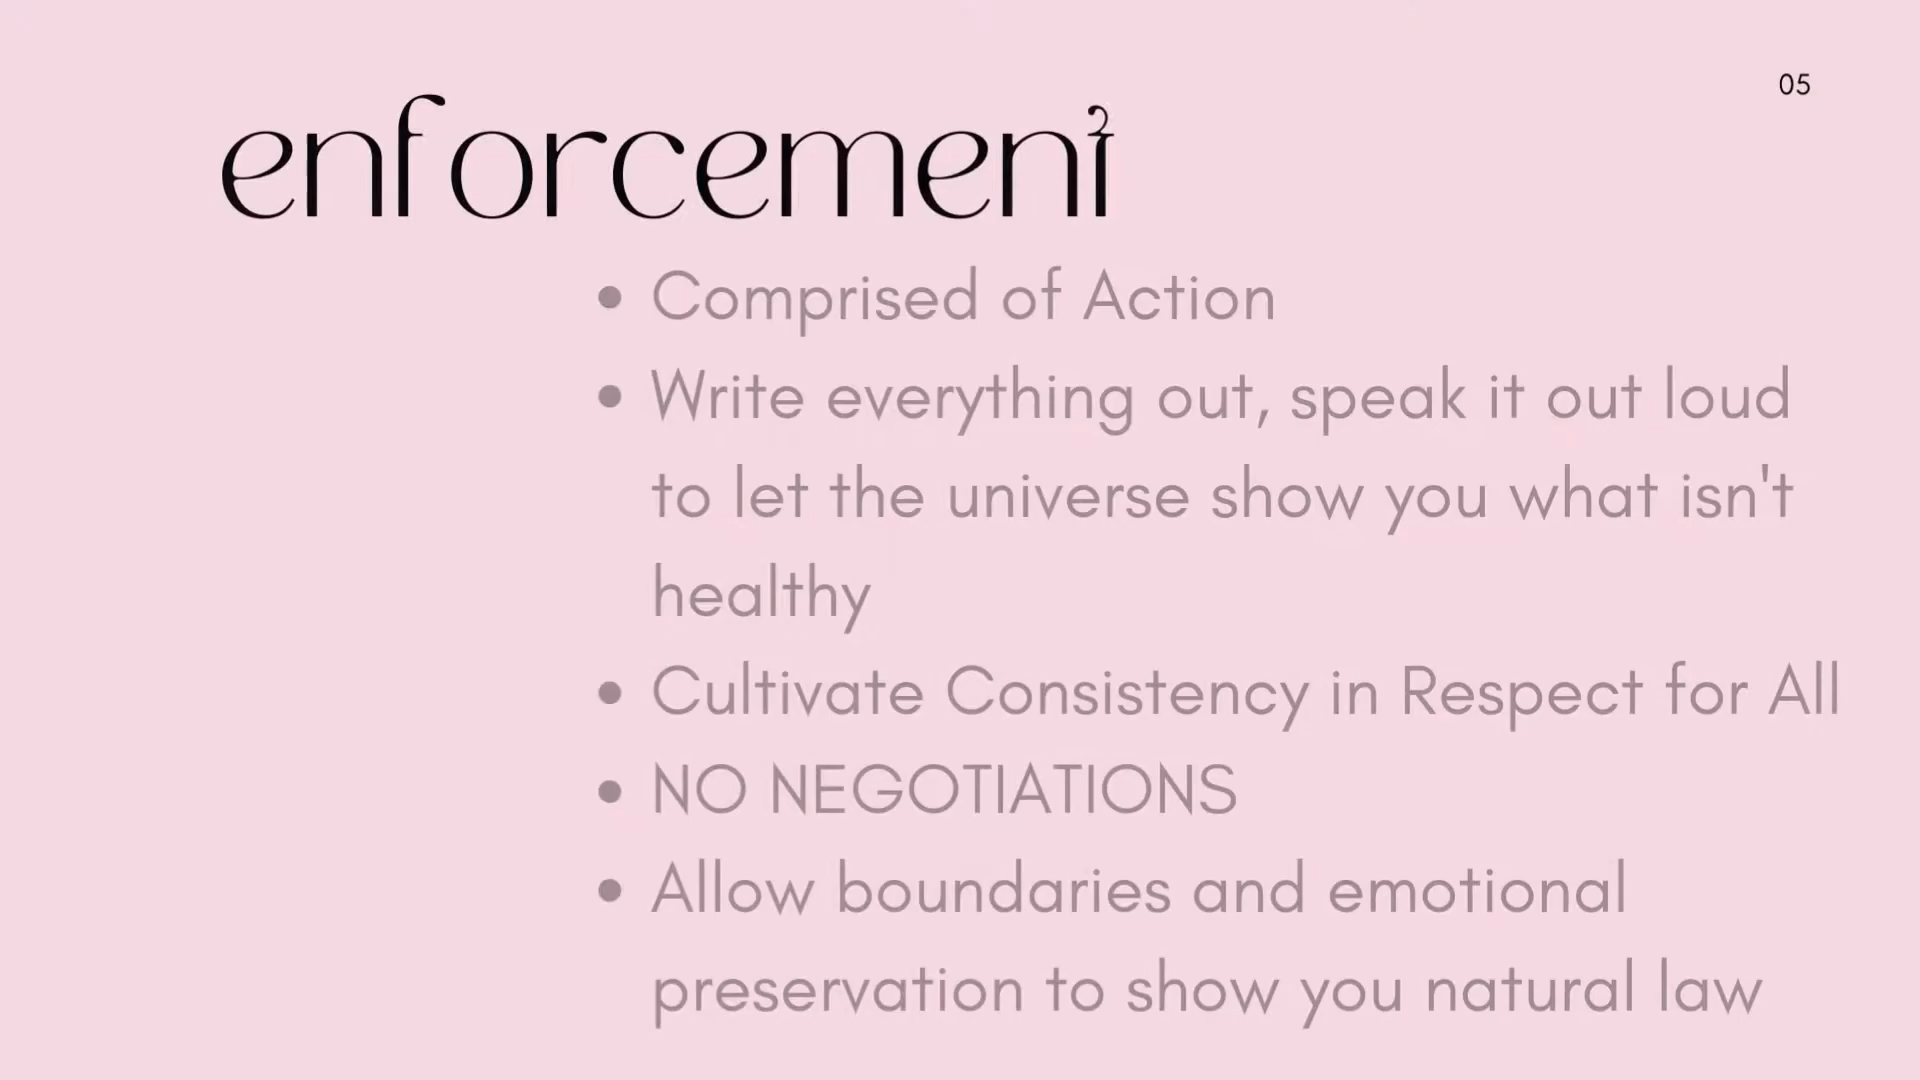 05
enforcement
• Comprised of Action
• Write everything out, speak it out loud
to let the universe show you what isn't
healthy
• Cultivate Consistency in Respect for All
• NO NEGOTIATIONS
• Allow boundaries and emotional
preservation to show you natural law